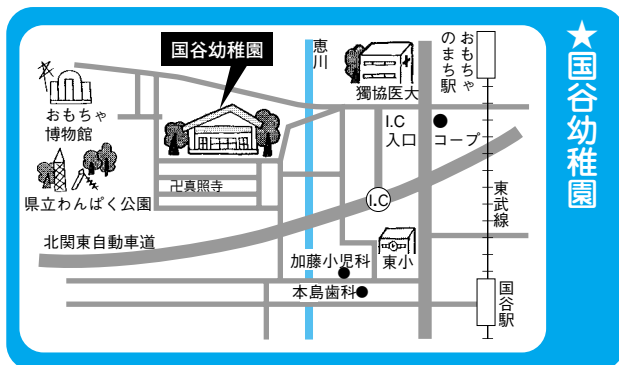 ★国谷幼稚園
国谷幼稚園
恵川
獨協医大
おもちゃ
のまち駅
おもちゃ
博物館
I.C
入口
コープ
県立わんぱく公園
卍真照寺
I.C
東武線
北関東自動車道
加藤小児科
東小
本島歯科
国谷駅